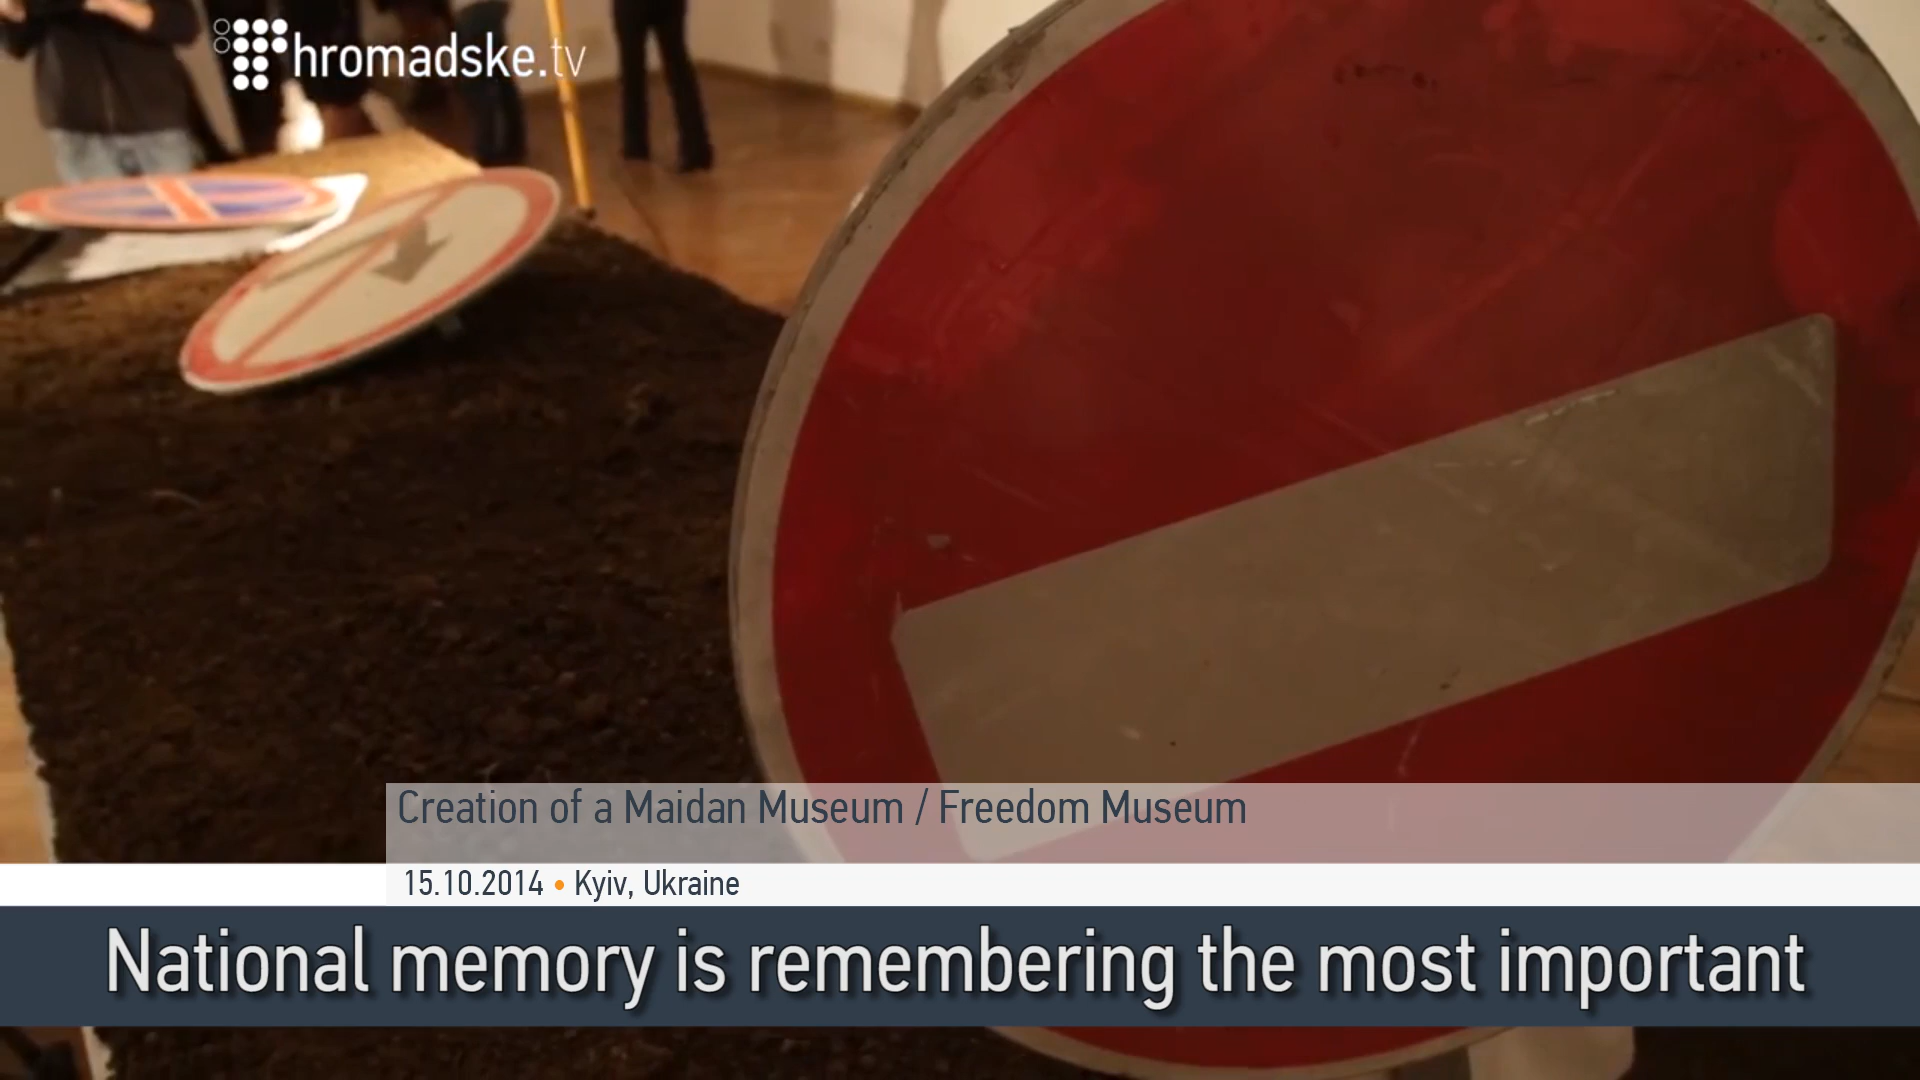 hromadske.tv
Creation of a Maidan Museum / Freedom Museum
15.10.2014 • Kyiv, Ukraine
National memory is remembering the most important